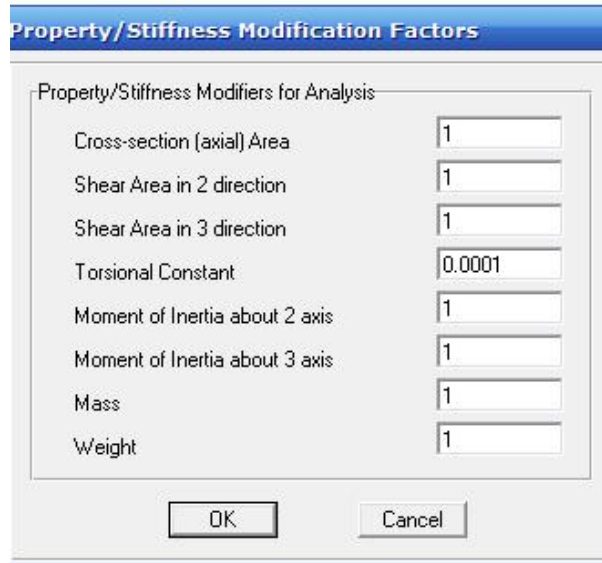 Property/Stiffness Modification Factors
Property/Stiffness Modifiers for Analysis
Cross-section (axial) Area 1
Shear Area in 2 direction 1
Shear Area in 3 direction 1
Torsional Constant 0.0001
Moment of Inertia about 2 axis 1
Moment of Inertia about 3 axis 1
Mass 1
Weight 1
OK Cancel